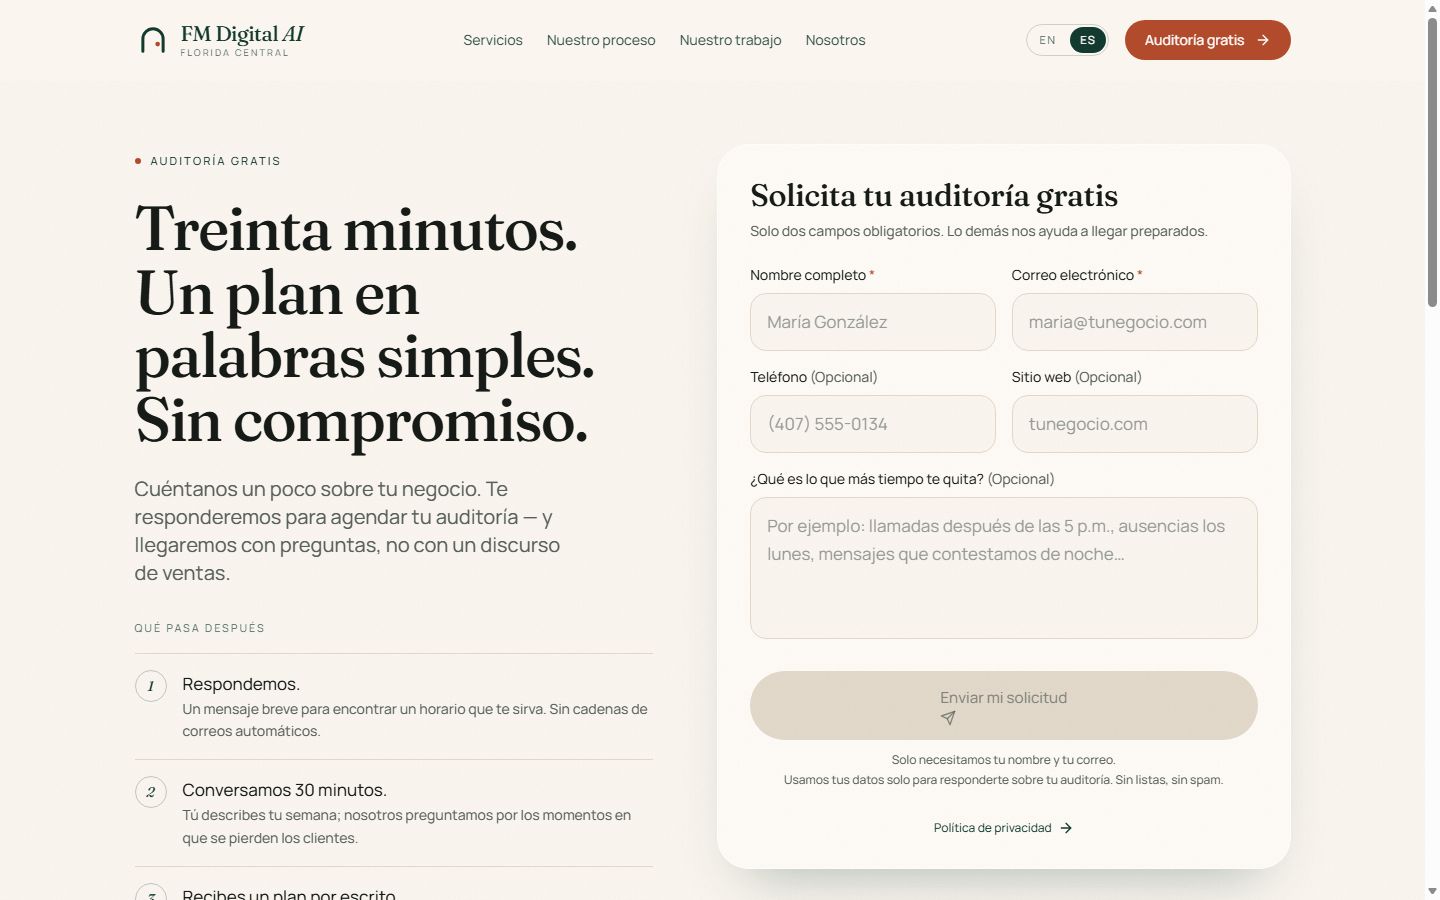 FM Digital AI
FLORIDA CENTRAL
Servicios
Nuestro proceso
Nuestro trabajo
Nosotros
EN
ES
Auditoría gratis
AUDITORÍA GRATIS
Treinta minutos.
Un plan en
palabras simples.
Sin compromiso.
Cuéntanos un poco sobre tu negocio. Te
responderemos para agendar tu auditoría — y
llegaremos con preguntas, no con un discurso
de ventas.
QUÉ PASA DESPUÉS
1
Respondemos.
Un mensaje breve para encontrar un horario que te sirva. Sin cadenas de
correos automáticos.
2
Conversamos 30 minutos.
Tú describes tu semana; nosotros preguntamos por los momentos en
que se pierden los clientes.
3
Recibes un plan por escrito.
Solicita tu auditoría gratis
Solo dos campos obligatorios. Lo demás nos ayuda a llegar preparados.
Nombre completo *
María González
Correo electrónico *
maria@tunegocio.com
Teléfono (Opcional)
(407) 555-0134
Sitio web (Opcional)
tunegocio.com
¿Qué es lo que más tiempo te quita? (Opcional)
Por ejemplo: llamadas después de las 5 p.m., ausencias los
lunes, mensajes que contestamos de noche…
Enviar mi solicitud
Solo necesitamos tu nombre y tu correo.
Usamos tus datos solo para responderte sobre tu auditoría. Sin listas, sin spam.
Política de privacidad